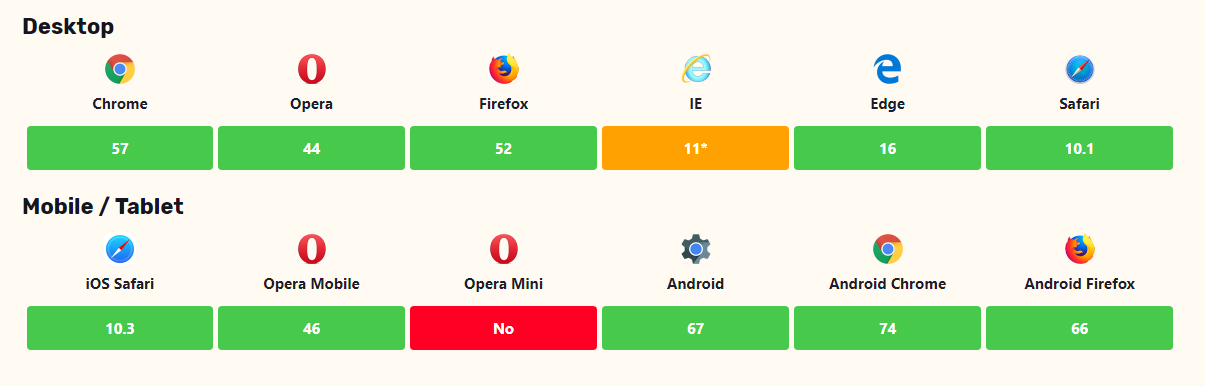 Desktop
Chrome Opera Firefox IE Edge Safari
57 44 52 11* 16 10.1
Mobile / Tablet
iOS Safari Opera Mobile Opera Mini Android Android Chrome Android Firefox
10.3 46 No 67 74 66